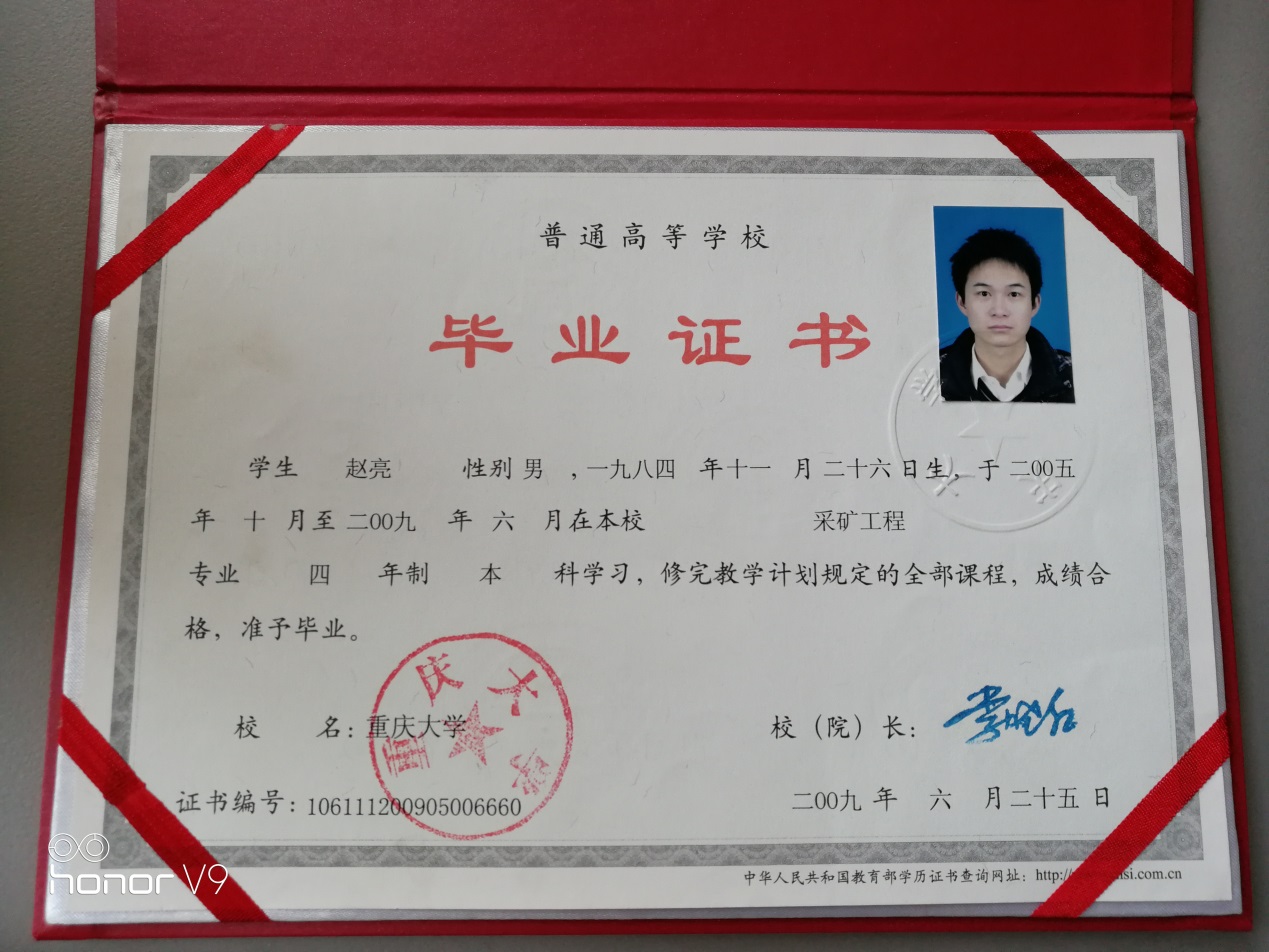 普通高等学校
毕业证书
学生 赵亮 性别 男 ,一九八四 年十一 月 二十六 日生，于 二00五
年 十 月至 二00九 年 六 月在本校 采矿工程
专业 四 年制 本 科学习，修完教学计划规定的全部课程，成绩合
格，准予毕业。
重庆大学
校 名：重庆大学
校（院）长：
证书编号：106111200905006660
二00九 年 六 月二十五 日
中华人民共和国教育部学历证书查询网址：http://
si.com.cn
honor V9